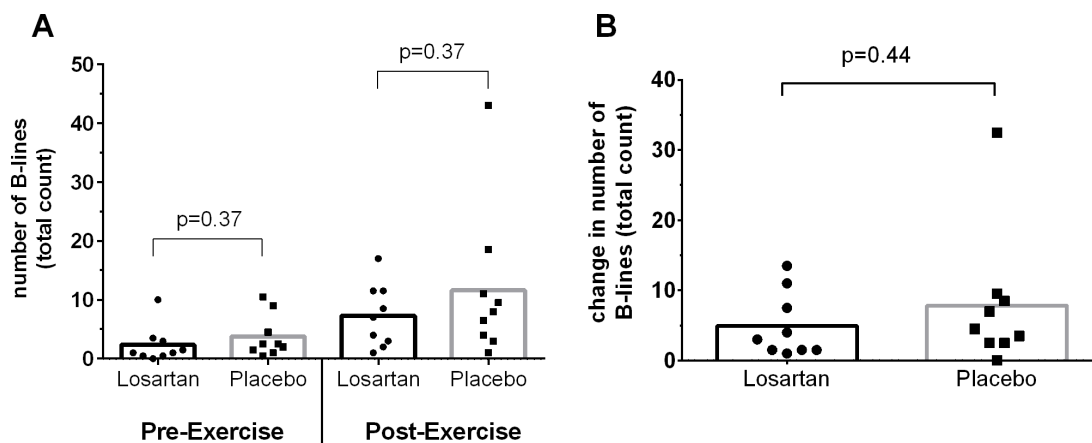 A
number of B-lines
(total count)
50
40
30
20
10
0
p=0.37
p=0.37
Losartan
Placebo
Losartan
Placebo
Pre-Exercise
Post-Exercise
B
change in number of
B-lines (total count)
40
30
20
10
0
p=0.44
Losartan
Placebo